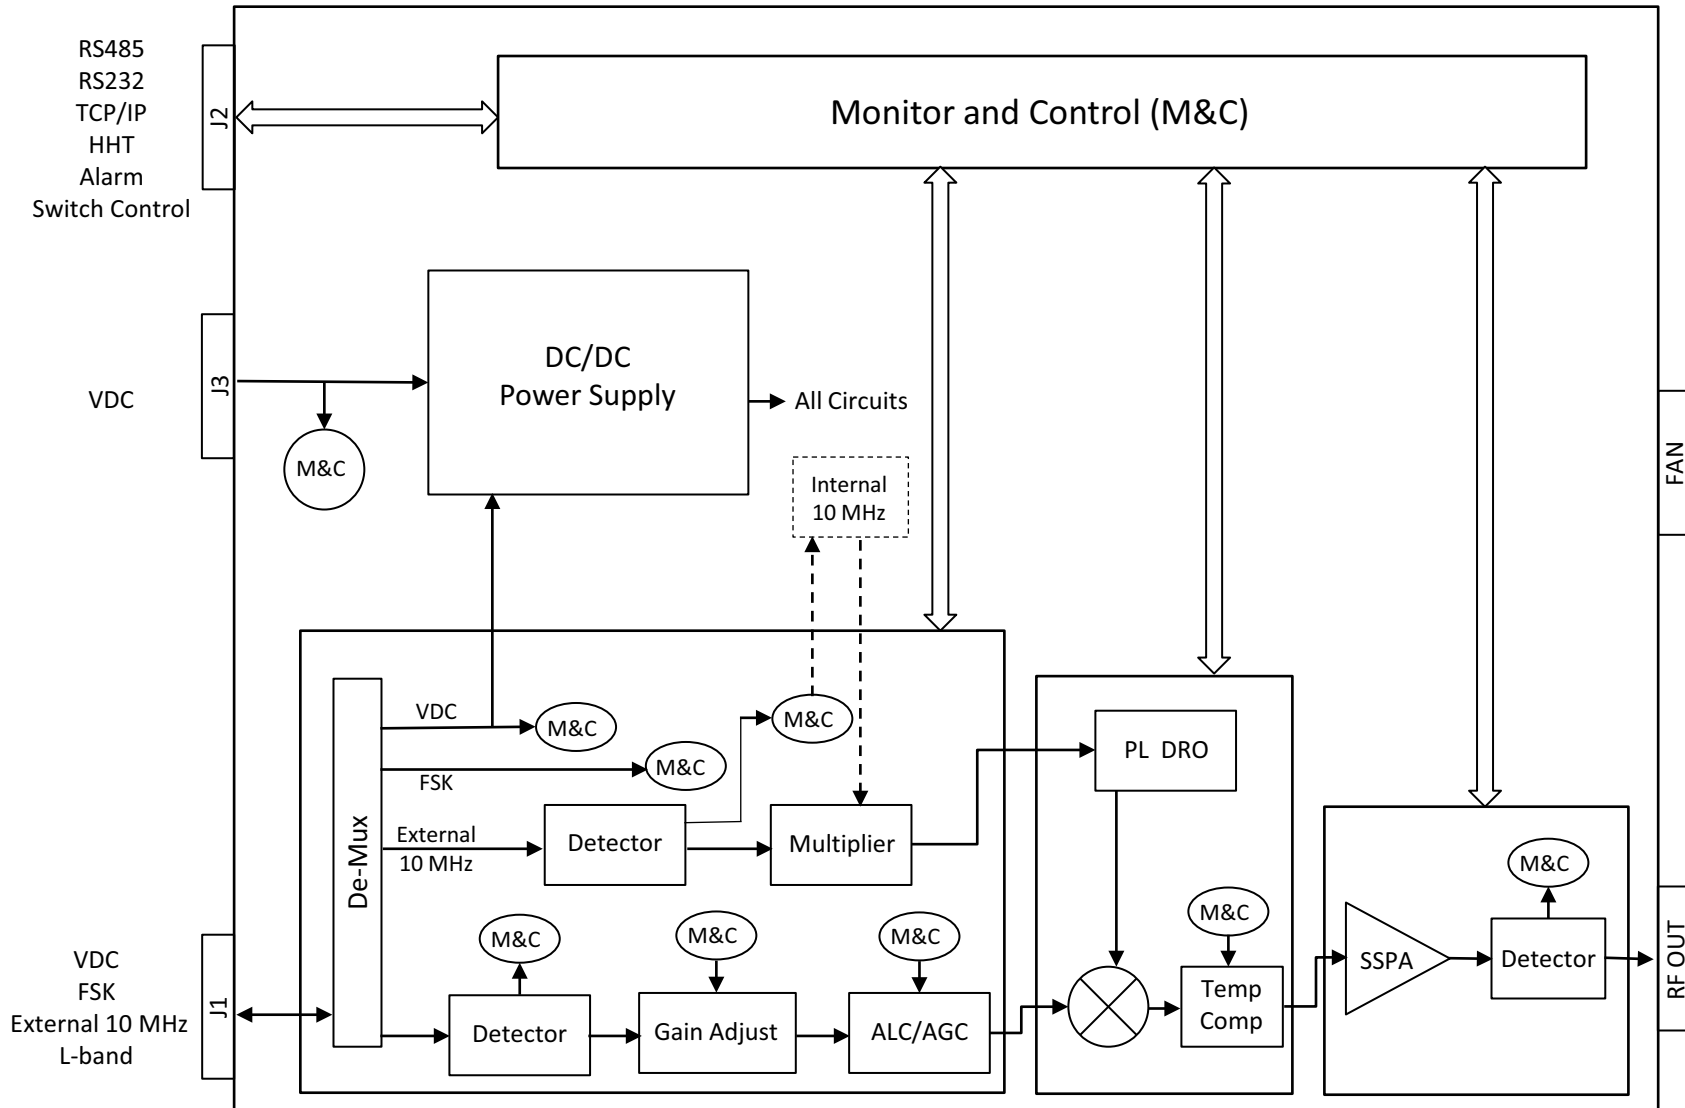 RS485
RS232
TCP/IP
HHT
Alarm
Switch Control
J2
Monitor and Control (M&C)
VDC
J3
M&C
DC/DC
Power Supply
All Circuits
Internal
10 MHz
FAN
De-Mux
VDC
M&C
FSK
M&C
M&C
External
10 MHz
Detector
Multiplier
PL DRO
M&C
M&C
M&C
M&C
M&C
VDC
FSK
External 10 MHz
L-band
J1
Detector
Gain Adjust
ALC/AGC
Temp
Comp
SSPA
Detector
RF OUT